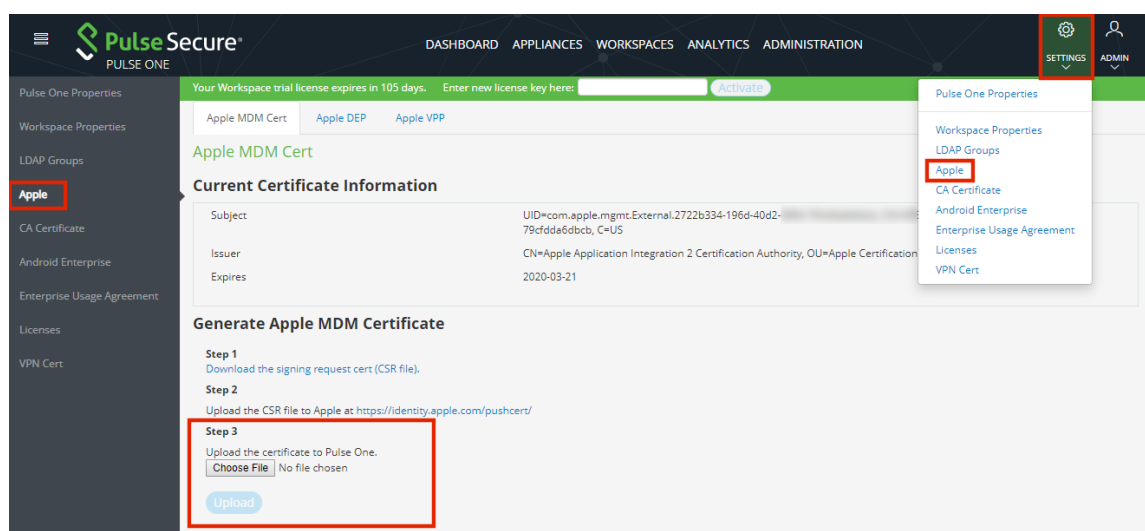 Pulse Secure®
PULSE ONE
DASHBOARD APPLIANCES WORKSPACES ANALYTICS ADMINISTRATION
SETTINGS
ADMIN
Pulse One Properties
Workspace Properties
LDAP Groups
Apple
CA Certificate
Android Enterprise
Enterprise Usage Agreement
Licenses
VPN Cert
Your Workspace trial license expires in 105 days. Enter new license key here: Activate
Apple MDM Cert Apple DEP Apple VPP
Apple MDM Cert
Current Certificate Information
Subject UID=com.apple.mgmt.External.2722b334-196d-40d2-
79cfdda6dbcb, C=US
Issuer CN=Apple Application Integration 2 Certification Authority, OU=Apple Certification
Expires 2020-03-21
Generate Apple MDM Certificate
Step 1
Download the signing request cert (CSR file).
Step 2
Upload the CSR file to Apple at https://identity.apple.com/pushcert/
Step 3
Upload the certificate to Pulse One.
Choose File No file chosen
Upload
Pulse One Properties
Workspace Properties
LDAP Groups
Apple
CA Certificate
Android Enterprise
Enterprise Usage Agreement
Licenses
VPN Cert